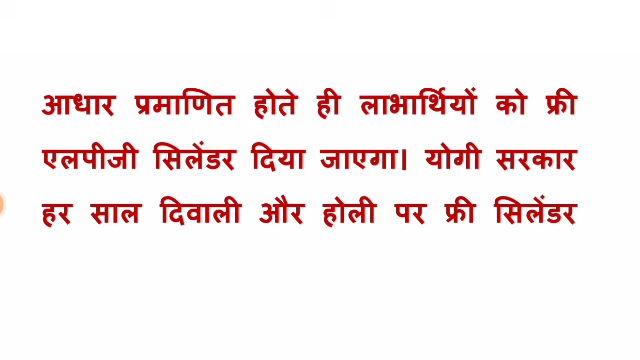 आधार प्रमाणित होते ही लाभार्थियों को फ्री
एलपीजी सिलेंडर दिया जाएगा। योगी सरकार
हर साल दिवाली और होली पर फ्री सिलेंडर